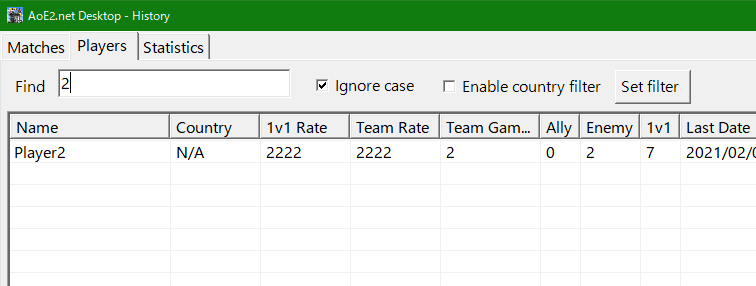 AoE2.net Desktop - History
Matches Players Statistics
Find 2 Ignore case Enable country filter Set filter
Name Country 1v1 Rate Team Rate Team Gam... Ally Enemy 1v1 Last Date
Player2 N/A 2222 2222 2 0 2 7 2021/02/